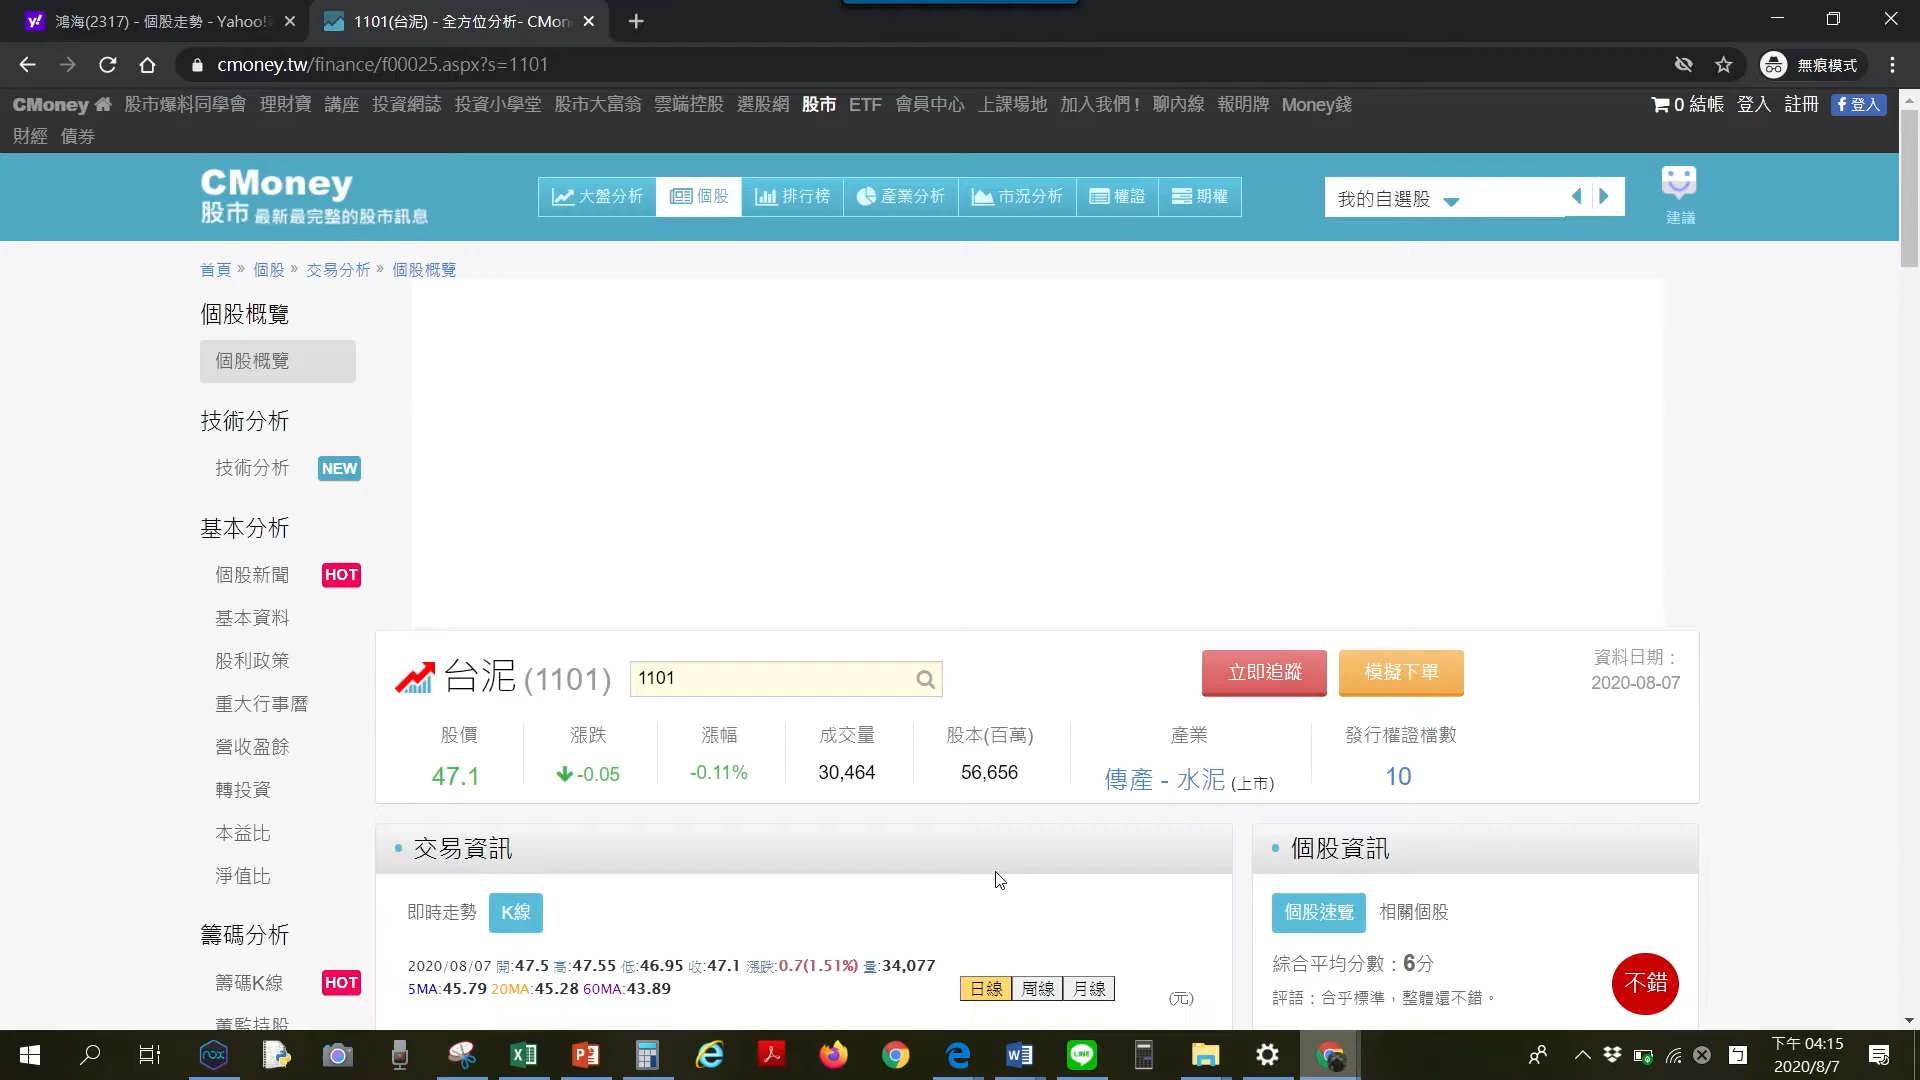 鴻海(2317) - 個股走勢 - Yahoo!
1101(台泥) - 全方位分析- CMon
cmoney.tw/finance/f00025.aspx?s=1101
無痕模式
CMoney 股市爆料同學會 理財寶 講座 投資網誌 投資小學堂 股市大富翁 雲端控股 選股網 股市 ETF 會員中心 上課場地 加入我們! 聊內線 報明牌 Money錢
0 結帳 登入 註冊 f 登入
財經 債券
CMoney
股市 最新最完整的股市訊息
大盤分析 個股 排行榜 產業分析 市況分析 權證 期權
我的自選股
建議
首頁 » 個股 » 交易分析 » 個股概覽
個股概覽
個股概覽
技術分析
技術分析 NEW
基本分析
個股新聞 HOT
基本資料
股利政策
重大行事曆
營收盈餘
轉投資
本益比
淨值比
籌碼分析
籌碼K線 HOT
董監持股
台泥 (1101)
1101
立即追蹤 模擬下單
資料日期：
2020-08-07
股價 漲跌 漲幅 成交量 股本(百萬) 產業 發行權證檔數
47.1 -0.05 -0.11% 30,464 56,656 傳產 - 水泥 (上市) 10
交易資訊
即時走勢 K線
2020/08/07 開:47.5 高:47.55 低:46.95 收:47.1 漲跌:0.7(1.51%) 量:34,077
5MA:45.79 20MA:45.28 60MA:43.89
日線 周線 月線
(元)
個股資訊
個股速覽 相關個股
綜合平均分數：6分
評語：合乎標準，整體還不錯。
不錯
下午 04:15
2020/8/7